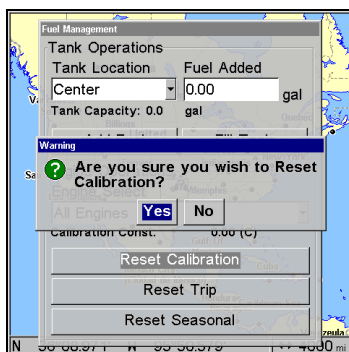 Fuel Management
Tank Operations
Tank Location Fuel Added
Center 0.00 gal
Tank Capacity: 0.0 gal
Warning
Are you sure you wish to Reset
Calibration?
Yes No
All Engines
Calibration Const: 0.00 (C)
Reset Calibration
Reset Trip
Reset Seasonal